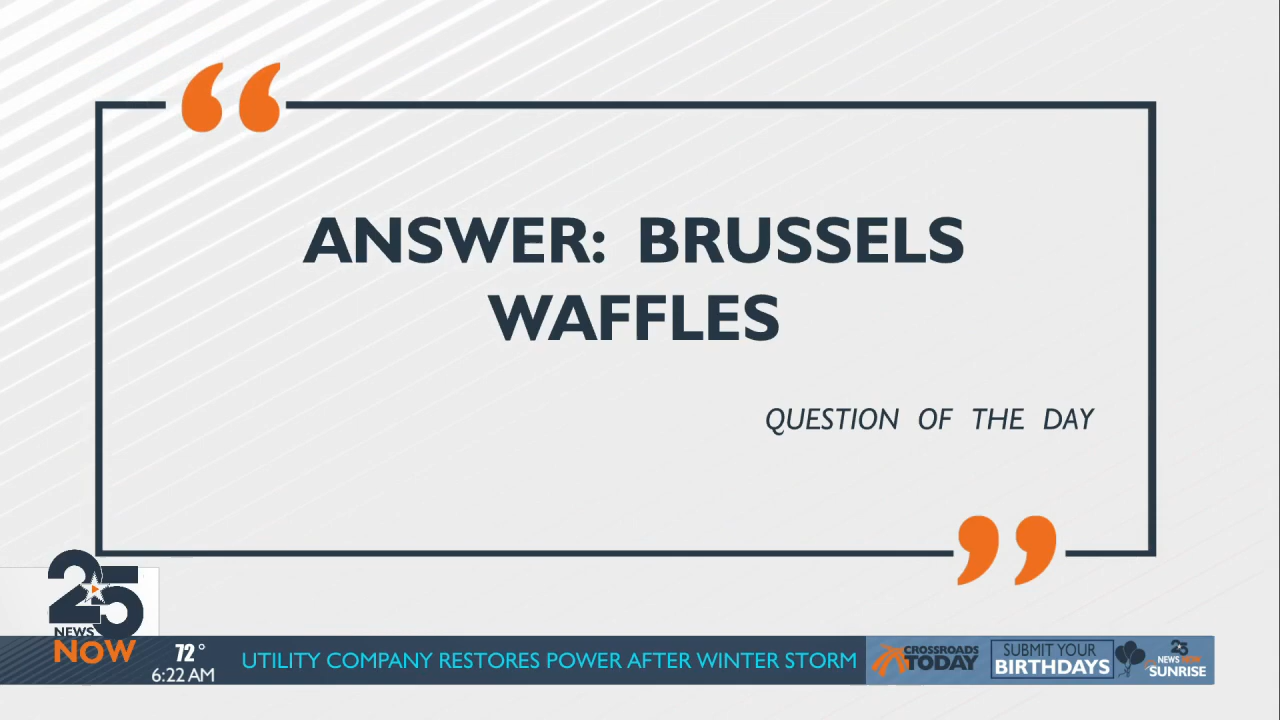 ANSWER: BRUSSELS
WAFFLES
QUESTION OF THE DAY
25
NEWS
NOW
72°
6:22 AM
UTILITY COMPANY RESTORES POWER AFTER WINTER STORM
CROSSROADS
TODAY
SUBMIT YOUR
BIRTHDAYS
25
NEWS NOW
SUNRISE